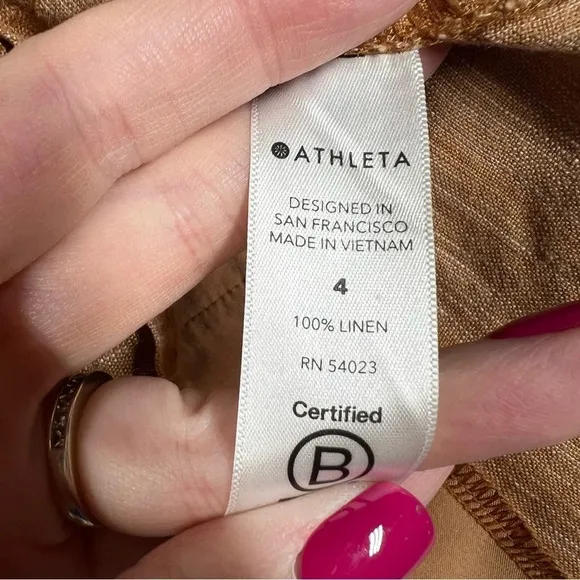 ATHLETA
DESIGNED IN
SAN FRANCISCO
MADE IN VIETNAM
4
100% LINEN
RN 54023
Certified
B